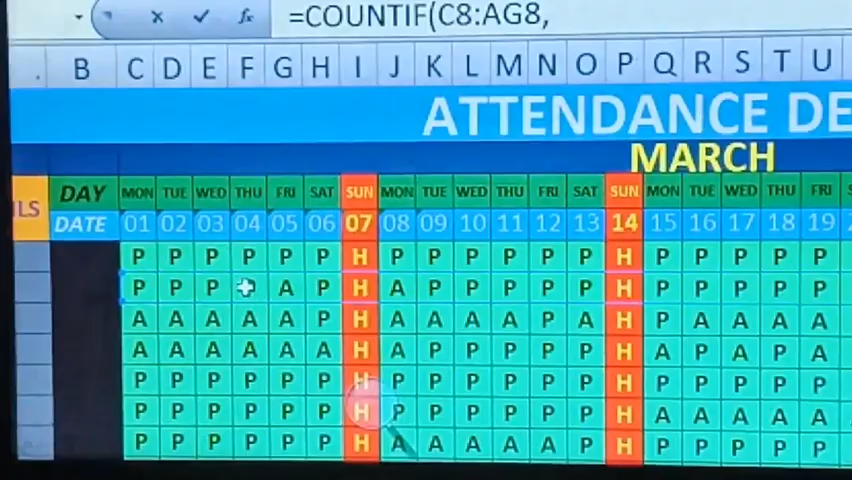 =COUNTIF(C8:AG8,
B C D E F G H I J K L M N O P Q R S T U
ATTENDANCE DE
MARCH
ILS DAY MON TUE WED THU FRI SAT SUN MON TUE WED THU FRI SAT SUN MON TUE WED THU FRI
DATE 01 02 03 04 05 06 07 08 09 10 11 12 13 14 15 16 17 18 19
P P P P P P H P P P P P P H P P P P P
P P P A P H A P P P P P H P P P P P
A A A A A P H A A A A P A H P A A A A
A A A A A A H A P P P P P H A P A P A
P P P P P P H P P P P P P H P P P P P
P P P P P P H P P P P P P H A A A A A
P P P P P P H A A A A A P H P P P P P